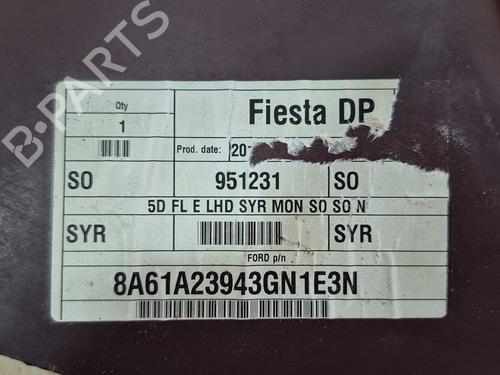 Qty
1
Fiesta DP
Prod. date: 20
SO 951231 SO
5D FL E LHD SYR MON SO SO N
SYR SYR
FORD p/n
8A61A23943GN1E3N
B-PARTS